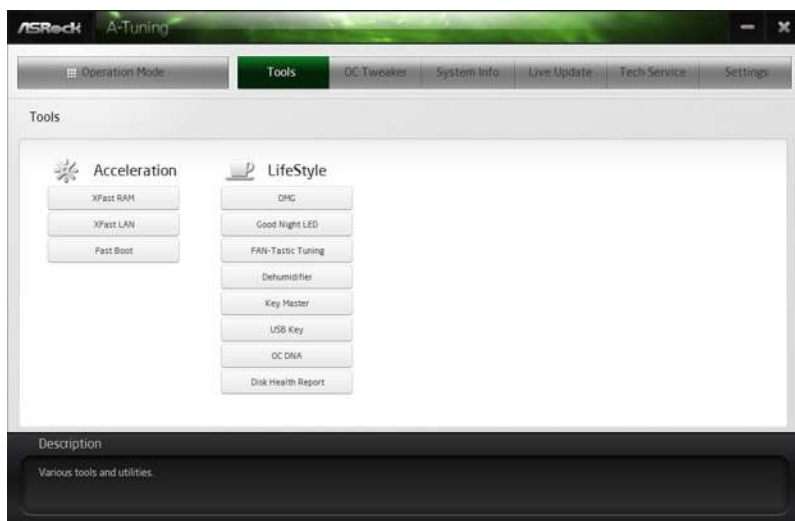 ASRock A-Tuning
Operation Mode Tools OC Tweaker System Info Live Update Tech Service Settings
Tools
Acceleration
XFast RAM
XFast LAN
Fast Boot
LifeStyle
OMG
Good Night LED
FAN-Tastic Tuning
Dehumidifier
Key Master
USB Key
OC DNA
Disk Health Report
Description
Various tools and utilities.